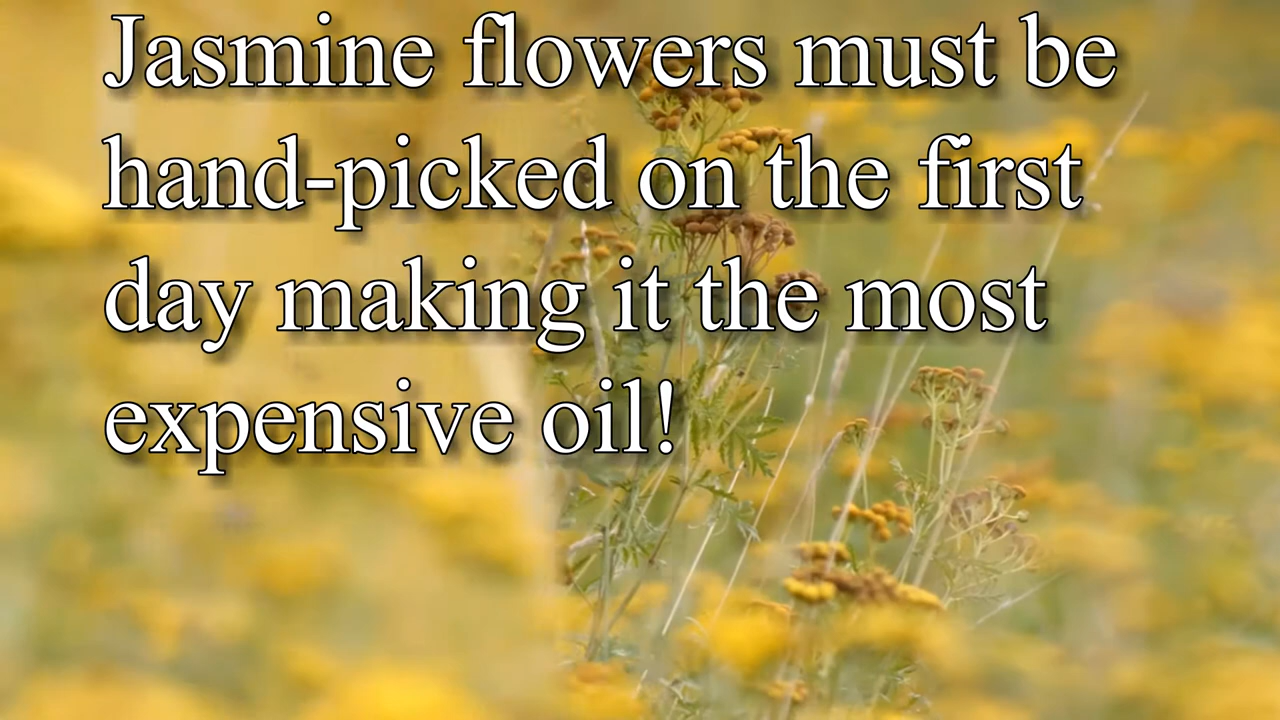 Jasmine flowers must be
hand-picked on the first
day making it the most
expensive oil!